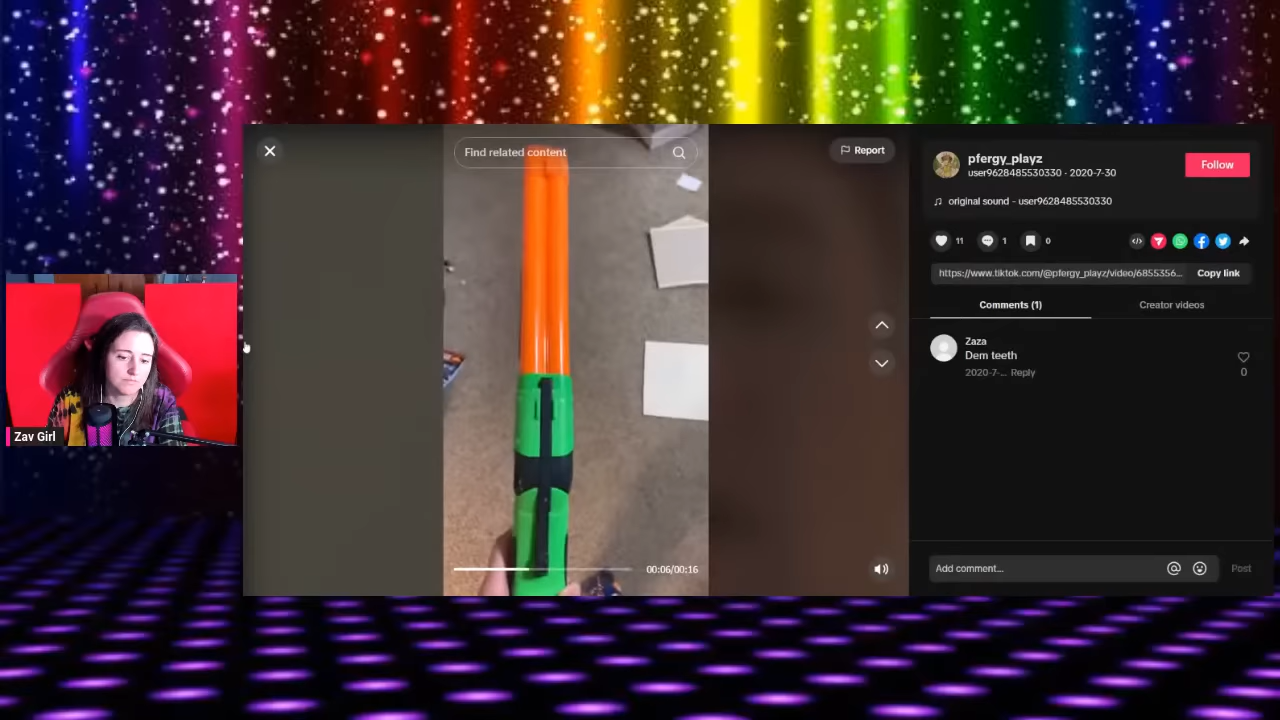 Find related content
Report
pfergy_playz
user9628485530330 · 2020-7-30
Follow
original sound - user9628485530330
11
1
0
https://www.tiktok.com/@pfergy_playz/video/6855356...
Copy link
Comments (1)
Creator videos
Zaza
Dem teeth
2020-7-... Reply
0
Zav Girl
00:06/00:16
Add comment...
Post